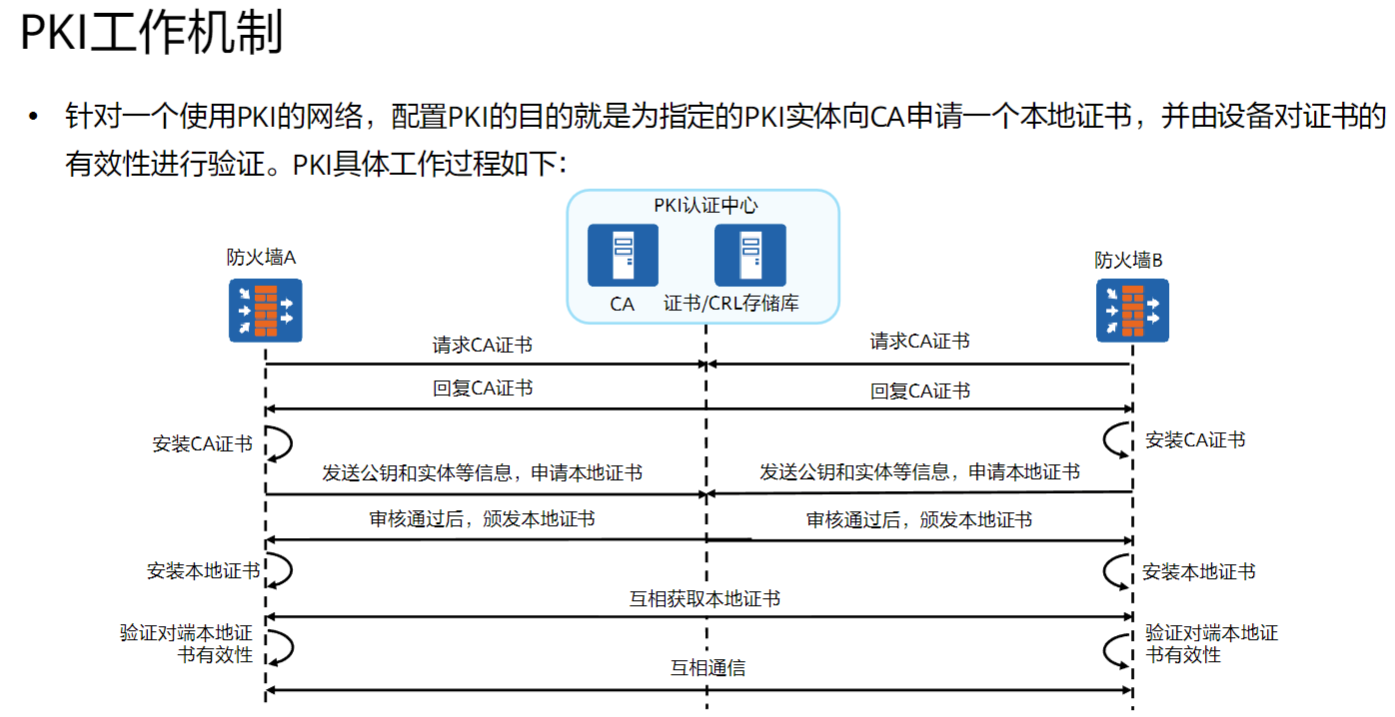 PKI工作机制
• 针对一个使用PKI的网络，配置PKI的目的就是为指定的PKI实体向CA申请一个本地证书，并由设备对证书的
有效性进行验证。PKI具体工作过程如下：
PKI认证中心
防火墙A
防火墙B
CA
证书/CRL存储库
请求CA证书
请求CA证书
回复CA证书
回复CA证书
安装CA证书
安装CA证书
发送公钥和实体等信息，申请本地证书
发送公钥和实体等信息，申请本地证书
审核通过后，颁发本地证书
审核通过后，颁发本地证书
安装本地证书
安装本地证书
互相获取本地证书
验证对端本地证
书有效性
验证对端本地证
书有效性
互相通信